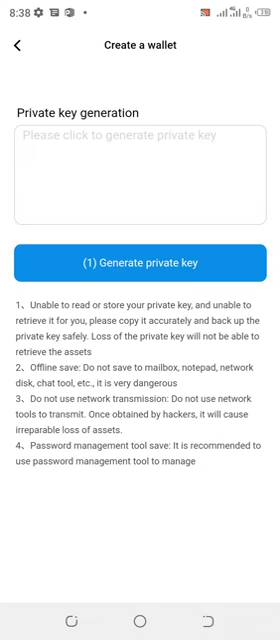 8:38
Create a wallet
Private key generation
Please click to generate private key
(1) Generate private key
1、Unable to read or store your private key, and unable to
retrieve it for you, please copy it accurately and back up the
private key safely. Loss of the private key will not be able to
retrieve the assets
2、Offline save: Do not save to mailbox, notepad, network
disk, chat tool, etc., it is very dangerous
3、Do not use network transmission: Do not use network
tools to transmit. Once obtained by hackers, it will cause
irreparable loss of assets.
4、Password management tool save: It is recommended to
use password management tool to manage